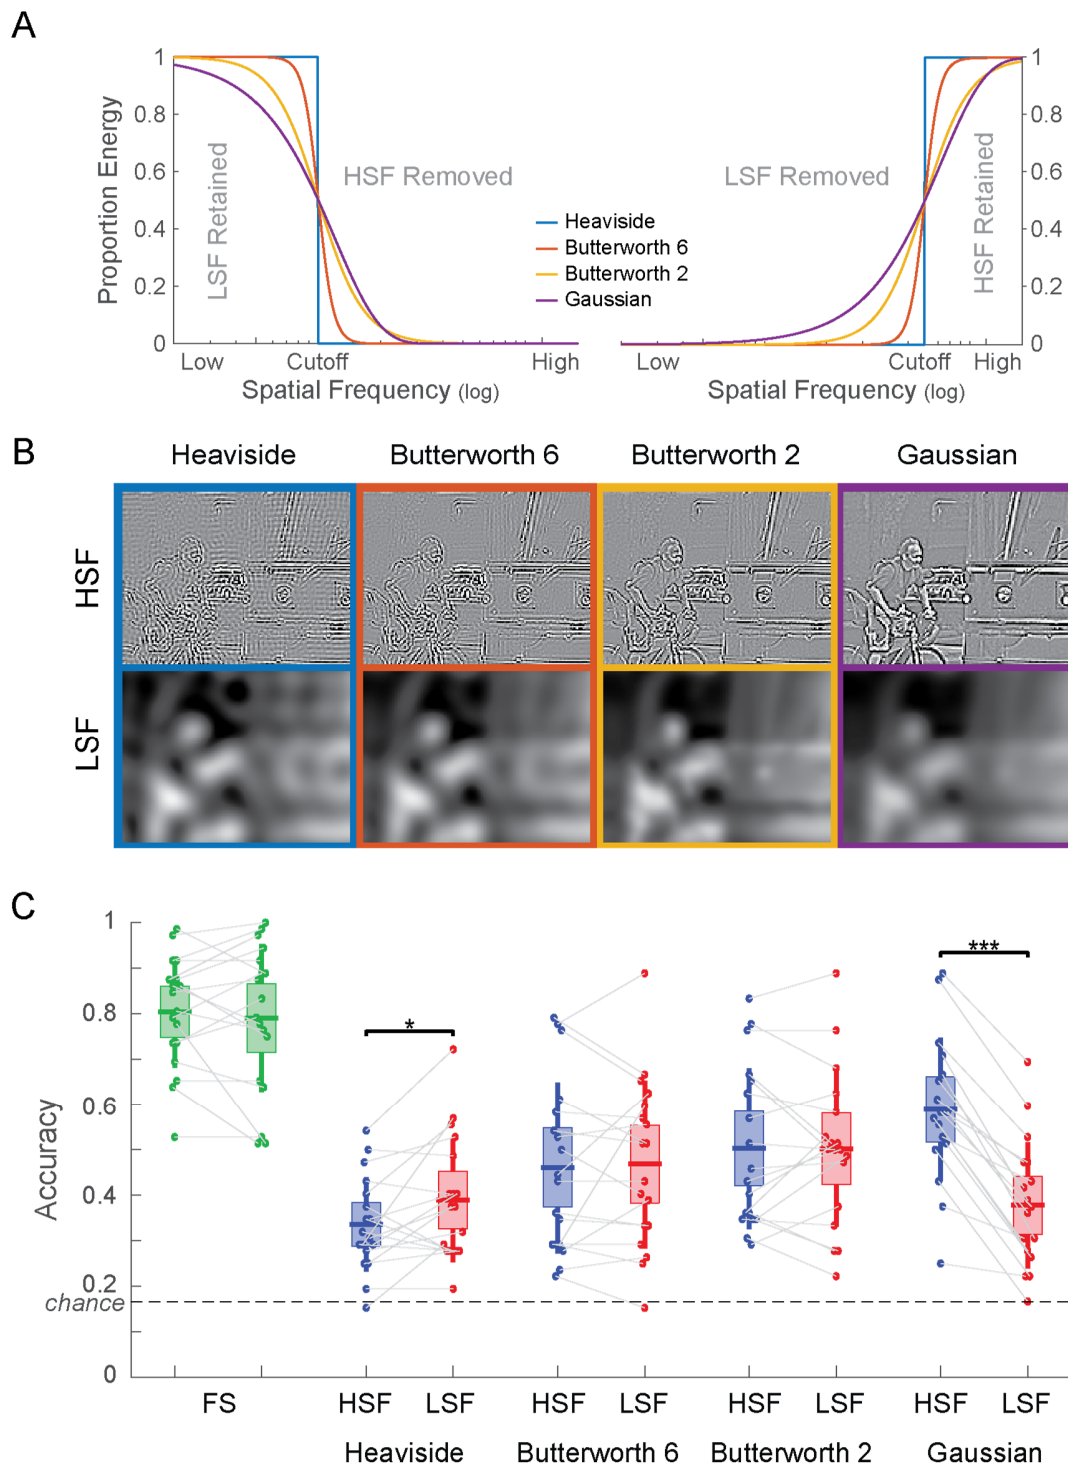 A
Proportion Energy
1
0.8
0.6
0.4
0.2
0
LSF Retained
HSF Removed
Low
Cutoff
High
Spatial Frequency (log)
Heaviside
Butterworth 6
Butterworth 2
Gaussian
LSF Removed
HSF Retained
1
0.8
0.6
0.4
0.2
0
Low
Cutoff
High
Spatial Frequency (log)
B
Heaviside Butterworth 6 Butterworth 2 Gaussian
HSF
LSF
C
Accuracy
1
0.8
0.6
0.4
0.2
chance
0
*
***
FS HSF LSF HSF LSF HSF LSF HSF LSF
Heaviside Butterworth 6 Butterworth 2 Gaussian